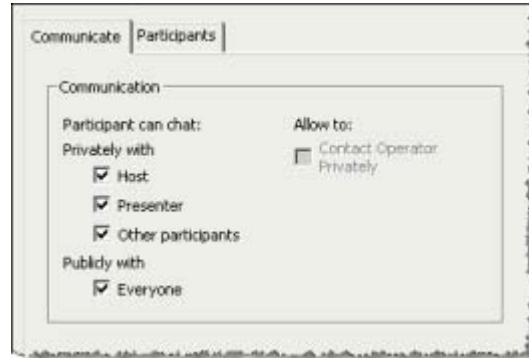 Communicate
Participants
Communication
Participant can chat:
Privately with
Host
Presenter
Other participants
Publicly with
Everyone
Allow to:
Contact Operator
Privately